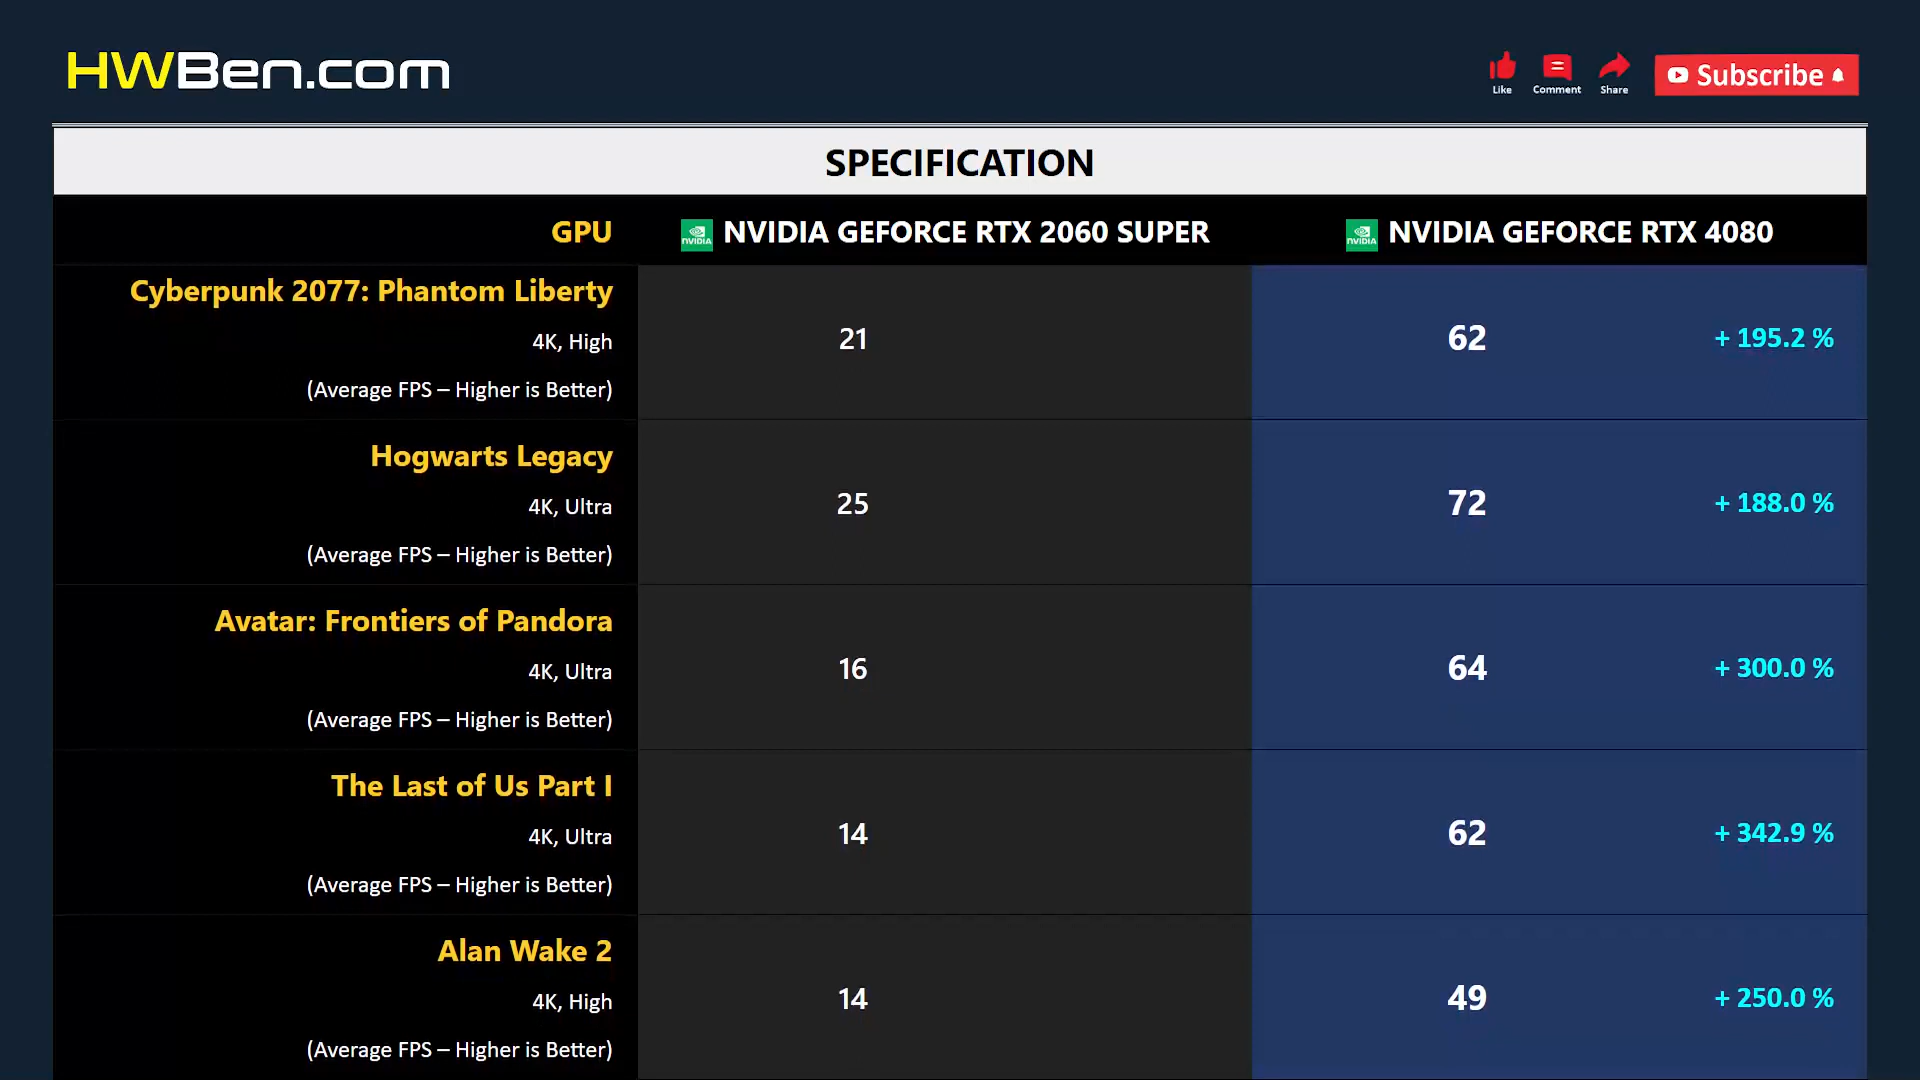 HWBen.com
Like
Comment
Share
Subscribe
SPECIFICATION
GPU
NVIDIA NVIDIA GEFORCE RTX 2060 SUPER
NVIDIA NVIDIA GEFORCE RTX 4080
Cyberpunk 2077: Phantom Liberty
4K, High
(Average FPS – Higher is Better)
21
62
+ 195.2 %
Hogwarts Legacy
4K, Ultra
(Average FPS – Higher is Better)
25
72
+ 188.0 %
Avatar: Frontiers of Pandora
4K, Ultra
(Average FPS – Higher is Better)
16
64
+ 300.0 %
The Last of Us Part I
4K, Ultra
(Average FPS – Higher is Better)
14
62
+ 342.9 %
Alan Wake 2
4K, High
(Average FPS – Higher is Better)
14
49
+ 250.0 %